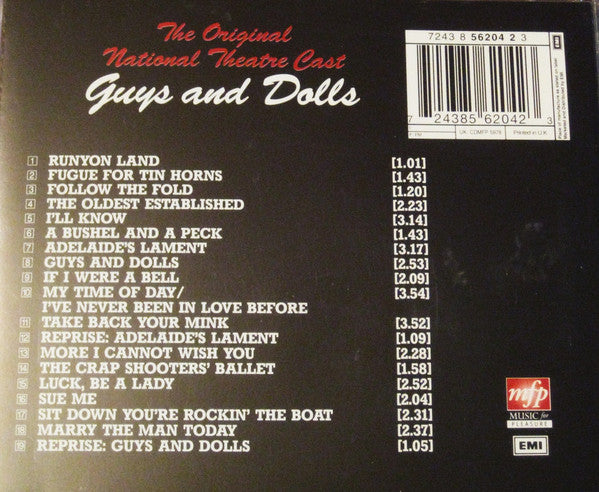 The Original
National Theatre Cast
Guys and Dolls
7243 8 56204 2 3
EMI
7 24385 62042 3
UK: CDMFP 5978
Printed in U.K.
1 RUNYON LAND [1.01]
2 FUGUE FOR TIN HORNS [1.43]
3 FOLLOW THE FOLD [1.20]
4 THE OLDEST ESTABLISHED [2.23]
5 I'LL KNOW [3.14]
6 A BUSHEL AND A PECK [1.43]
7 ADELAIDE'S LAMENT [3.17]
8 GUYS AND DOLLS [2.53]
9 IF I WERE A BELL [2.09]
10 MY TIME OF DAY/ [3.54]
I'VE NEVER BEEN IN LOVE BEFORE
11 TAKE BACK YOUR MINK [3.52]
12 REPRISE: ADELAIDE'S LAMENT [1.09]
13 MORE I CANNOT WISH YOU [2.28]
14 THE CRAP SHOOTERS' BALLET [1.58]
15 LUCK, BE A LADY [2.52]
16 SUE ME [2.04]
17 SIT DOWN YOU'RE ROCKIN' THE BOAT [2.31]
18 MARRY THE MAN TODAY [2.37]
19 REPRISE: GUYS AND DOLLS [1.05]
mfp
MUSIC for
PLEASURE
EMI